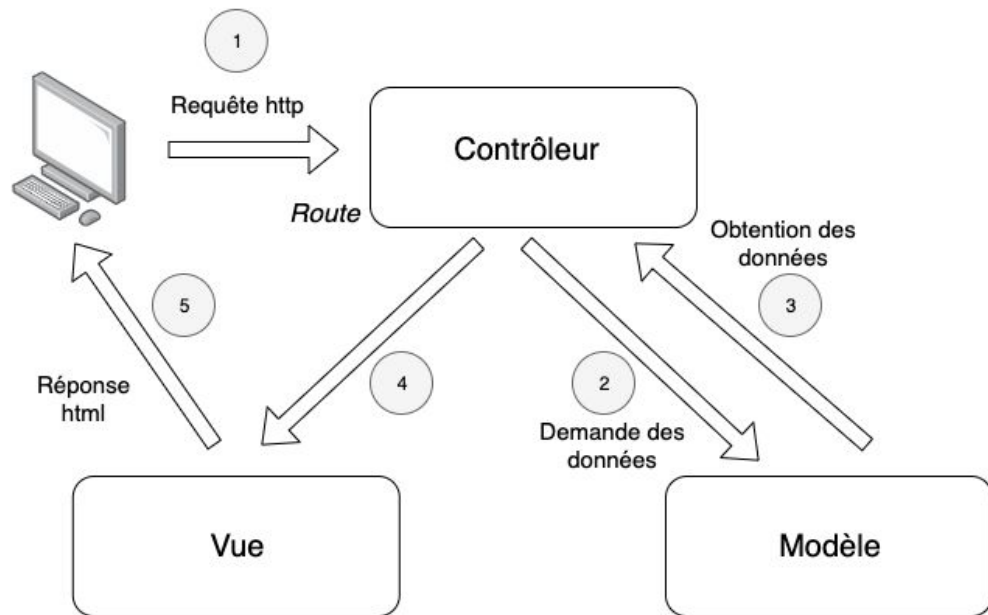 1
Requête http
Contrôleur
Route
Obtention des
données
3
5
4
2
Réponse
html
Demande des
données
Vue
Modèle